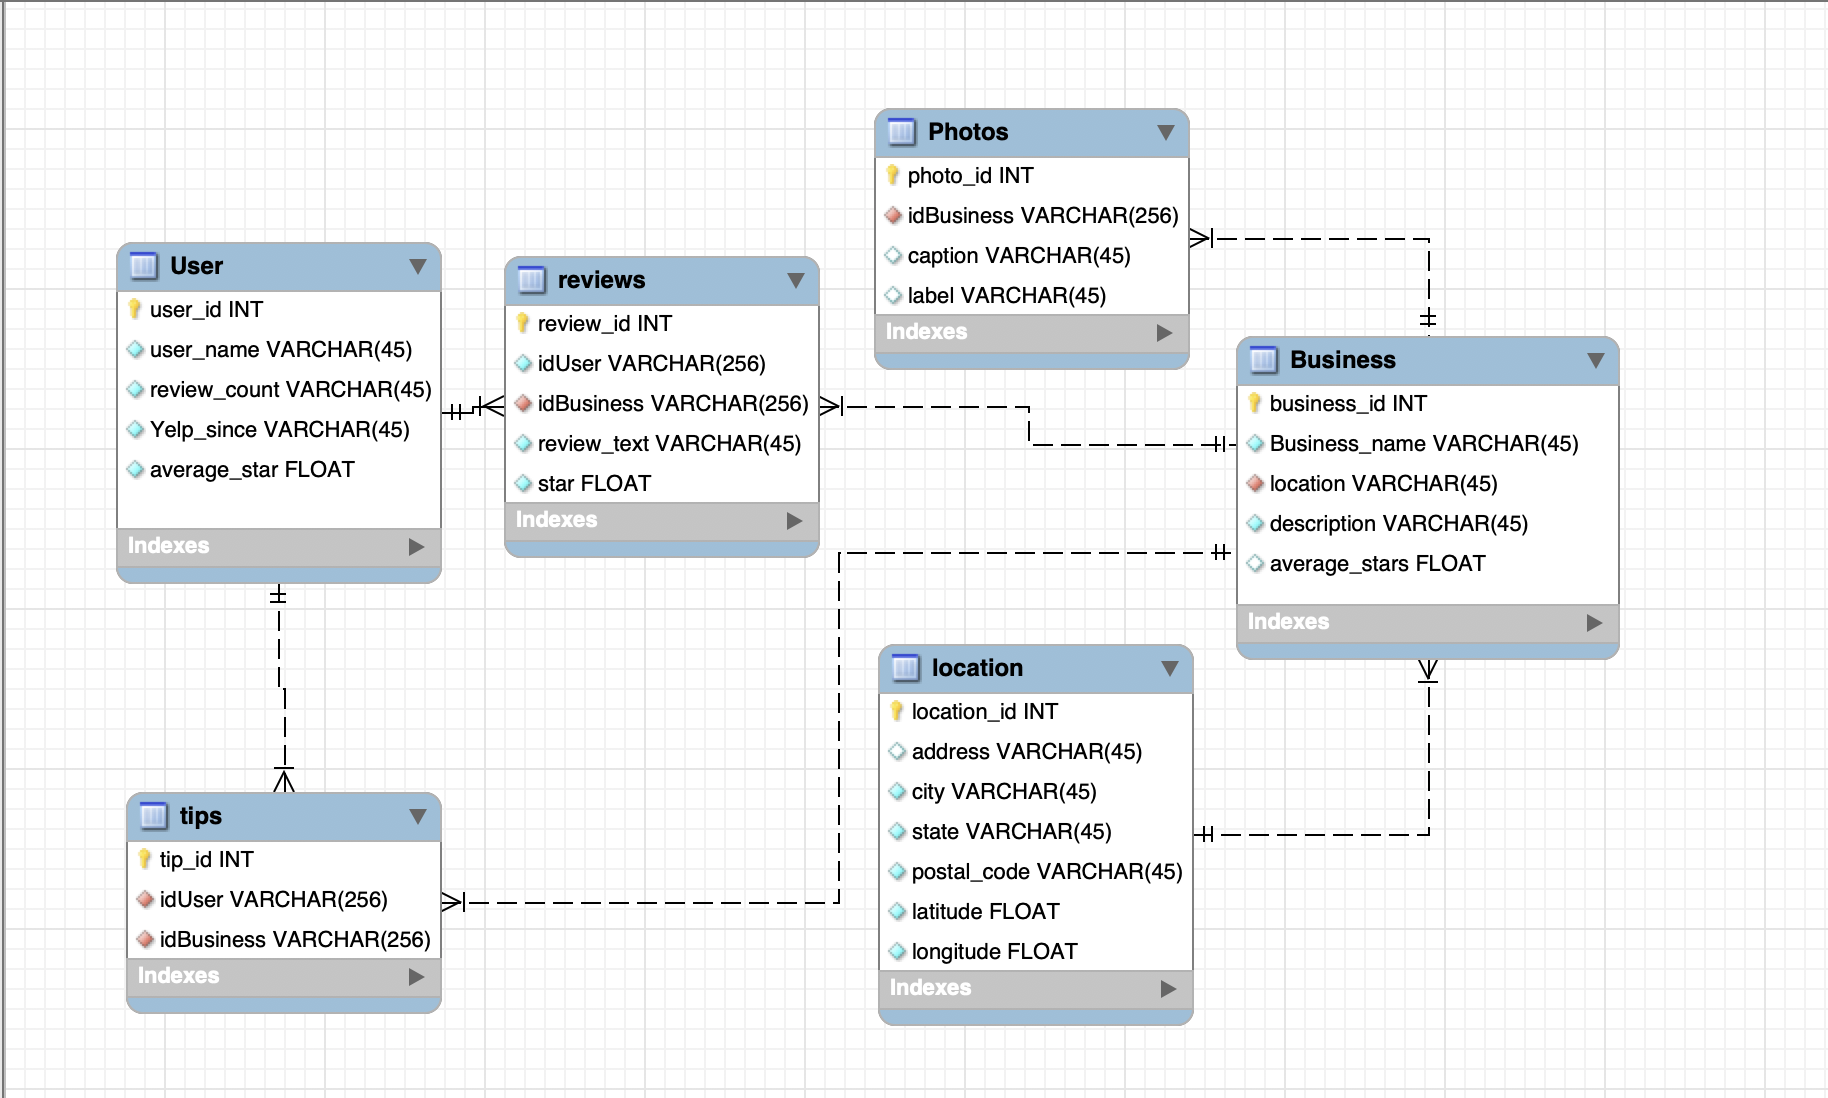 Photos
photo_id INT
idBusiness VARCHAR(256)
caption VARCHAR(45)
label VARCHAR(45)
Indexes
User
user_id INT
user_name VARCHAR(45)
review_count VARCHAR(45)
Yelp_since VARCHAR(45)
average_star FLOAT
Indexes
reviews
review_id INT
idUser VARCHAR(256)
idBusiness VARCHAR(256)
review_text VARCHAR(45)
star FLOAT
Indexes
Business
business_id INT
Business_name VARCHAR(45)
location VARCHAR(45)
description VARCHAR(45)
average_stars FLOAT
Indexes
location
location_id INT
address VARCHAR(45)
city VARCHAR(45)
state VARCHAR(45)
postal_code VARCHAR(45)
latitude FLOAT
longitude FLOAT
Indexes
tips
tip_id INT
idUser VARCHAR(256)
idBusiness VARCHAR(256)
Indexes